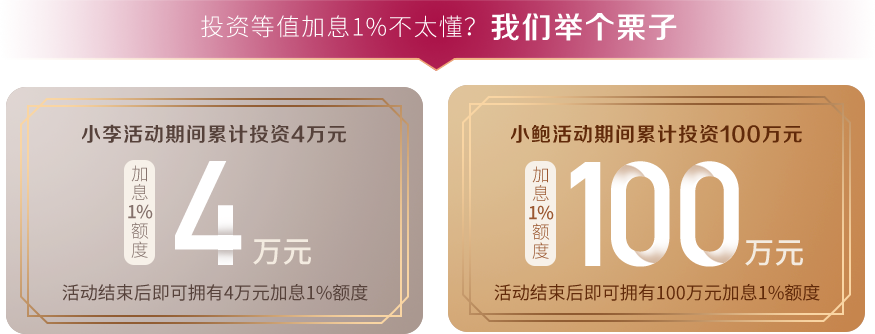 投资等值加息1%不太懂？我们举个栗子
小李活动期间累计投资4万元
加息1%额度
4万元
活动结束后即可拥有4万元加息1%额度
小鲍活动期间累计投资100万元
加息1%额度
100万元
活动结束后即可拥有100万元加息1%额度